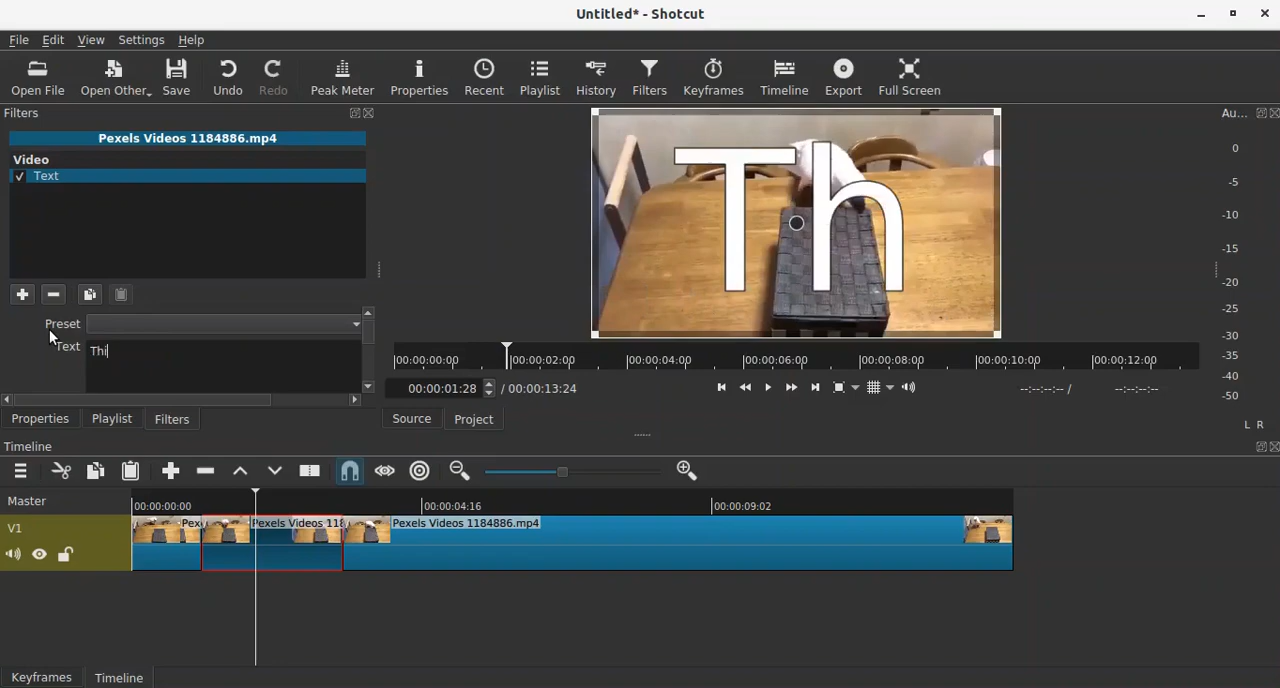 Untitled* - Shotcut
File Edit View Settings Help
Open File Open Other... Save Undo Redo Peak Meter Properties Recent Playlist History Filters Keyframes Timeline Export Full Screen
Filters
Au...
Pexels Videos 1184886.mp4
Video
✓ Text
Th
0
-5
-10
-15
-20
-25
-30
-35
-40
-50
L R
Preset
Text
Thi
00:00:00:00 00:00:02:00 00:00:04:00 00:00:06:00 00:00:08:00 00:00:10:00 00:00:12:00
00:00:01:28 / 00:00:13:24
--:--:--:-- /
--:--:--:--
Properties Playlist Filters
Source Project
Timeline
Master
00:00:00:00 00:00:04:16 00:00:09:02
V1
Pex Pexels Videos 118 Pexels Videos 1184886.mp4
Keyframes Timeline